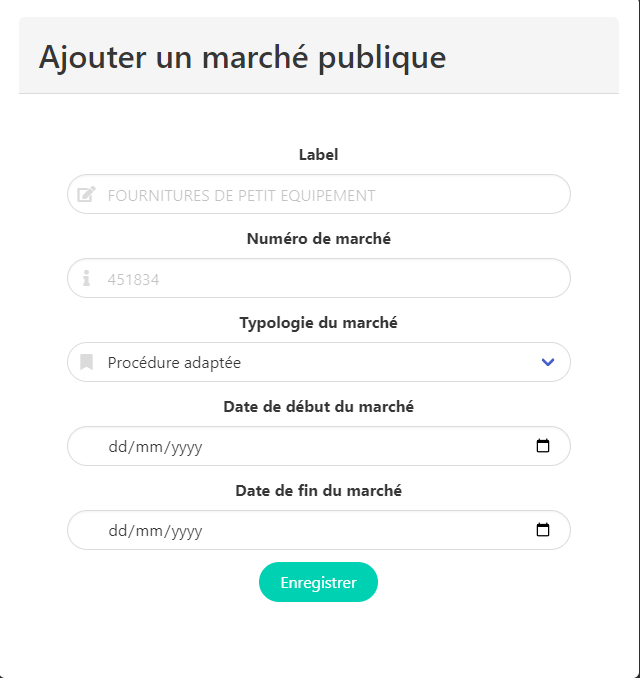 Ajouter un marché publique
Label
FOURNITURES DE PETIT EQUIPEMENT
Numéro de marché
451834
Typologie du marché
Procédure adaptée
Date de début du marché
dd/mm/yyyy
Date de fin du marché
dd/mm/yyyy
Enregistrer